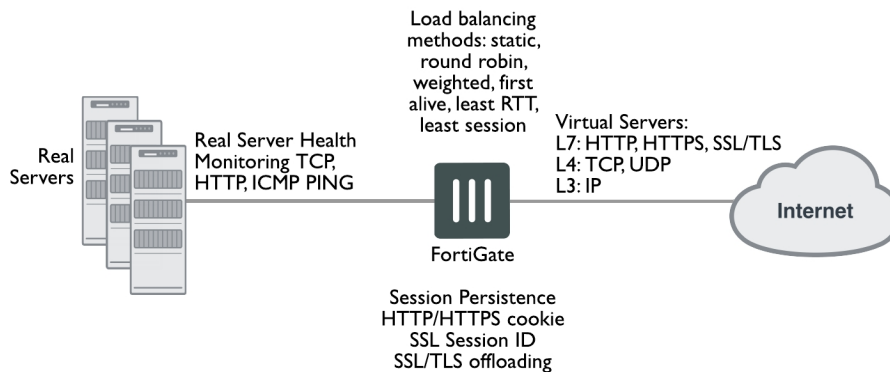 Load balancing
methods: static,
round robin,
weighted, first
alive, least RTT,
least session
Real
Servers
Real Server Health
Monitoring TCP,
HTTP, ICMP PING
Virtual Servers:
L7: HTTP, HTTPS, SSL/TLS
L4: TCP, UDP
L3: IP
Internet
FortiGate
Session Persistence
HTTP/HTTPS cookie
SSL Session ID
SSL/TLS offloading